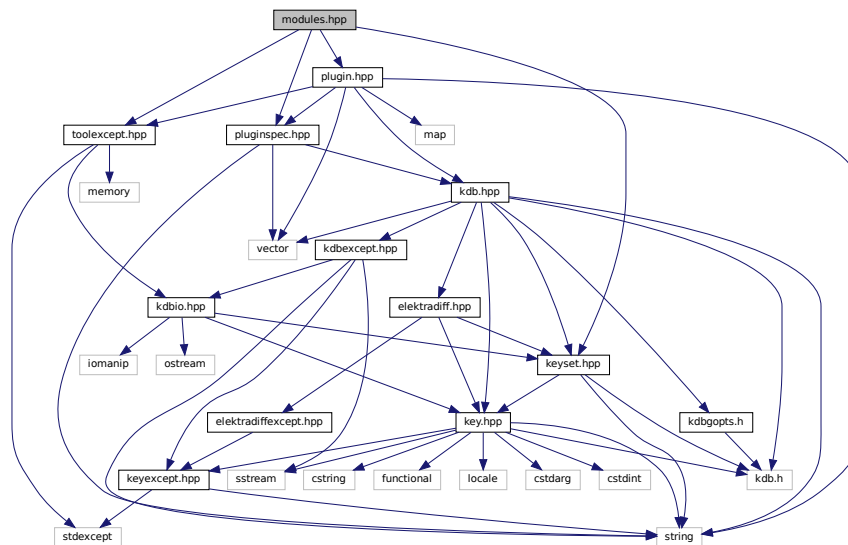 modules.hpp
plugin.hpp
toolexcept.hpp
pluginspec.hpp
map
memory
kdb.hpp
vector
kdbexcept.hpp
kdbio.hpp
elektradiff.hpp
iomanip
ostream
keyset.hpp
elektradiffexcept.hpp
key.hpp
kdbgopts.h
keyexcept.hpp
sstream
cstring
functional
locale
cstdarg
cstdint
kdb.h
stdexcept
string